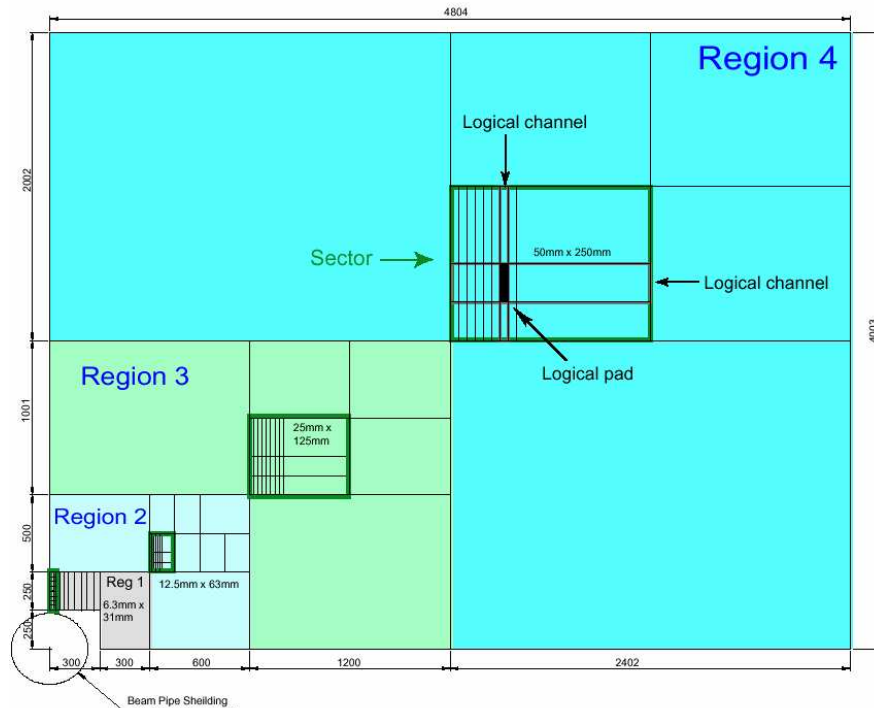 4804
Region 4
Logical channel
2002
Sector
50mm x 250mm
Logical channel
4003
Logical pad
Region 3
1001
25mm x
125mm
Region 2
500
Reg 1
12.5mm x 63mm
250
6.3mm x
31mm
250
300
300
600
1200
2402
Beam Pipe Sheilding